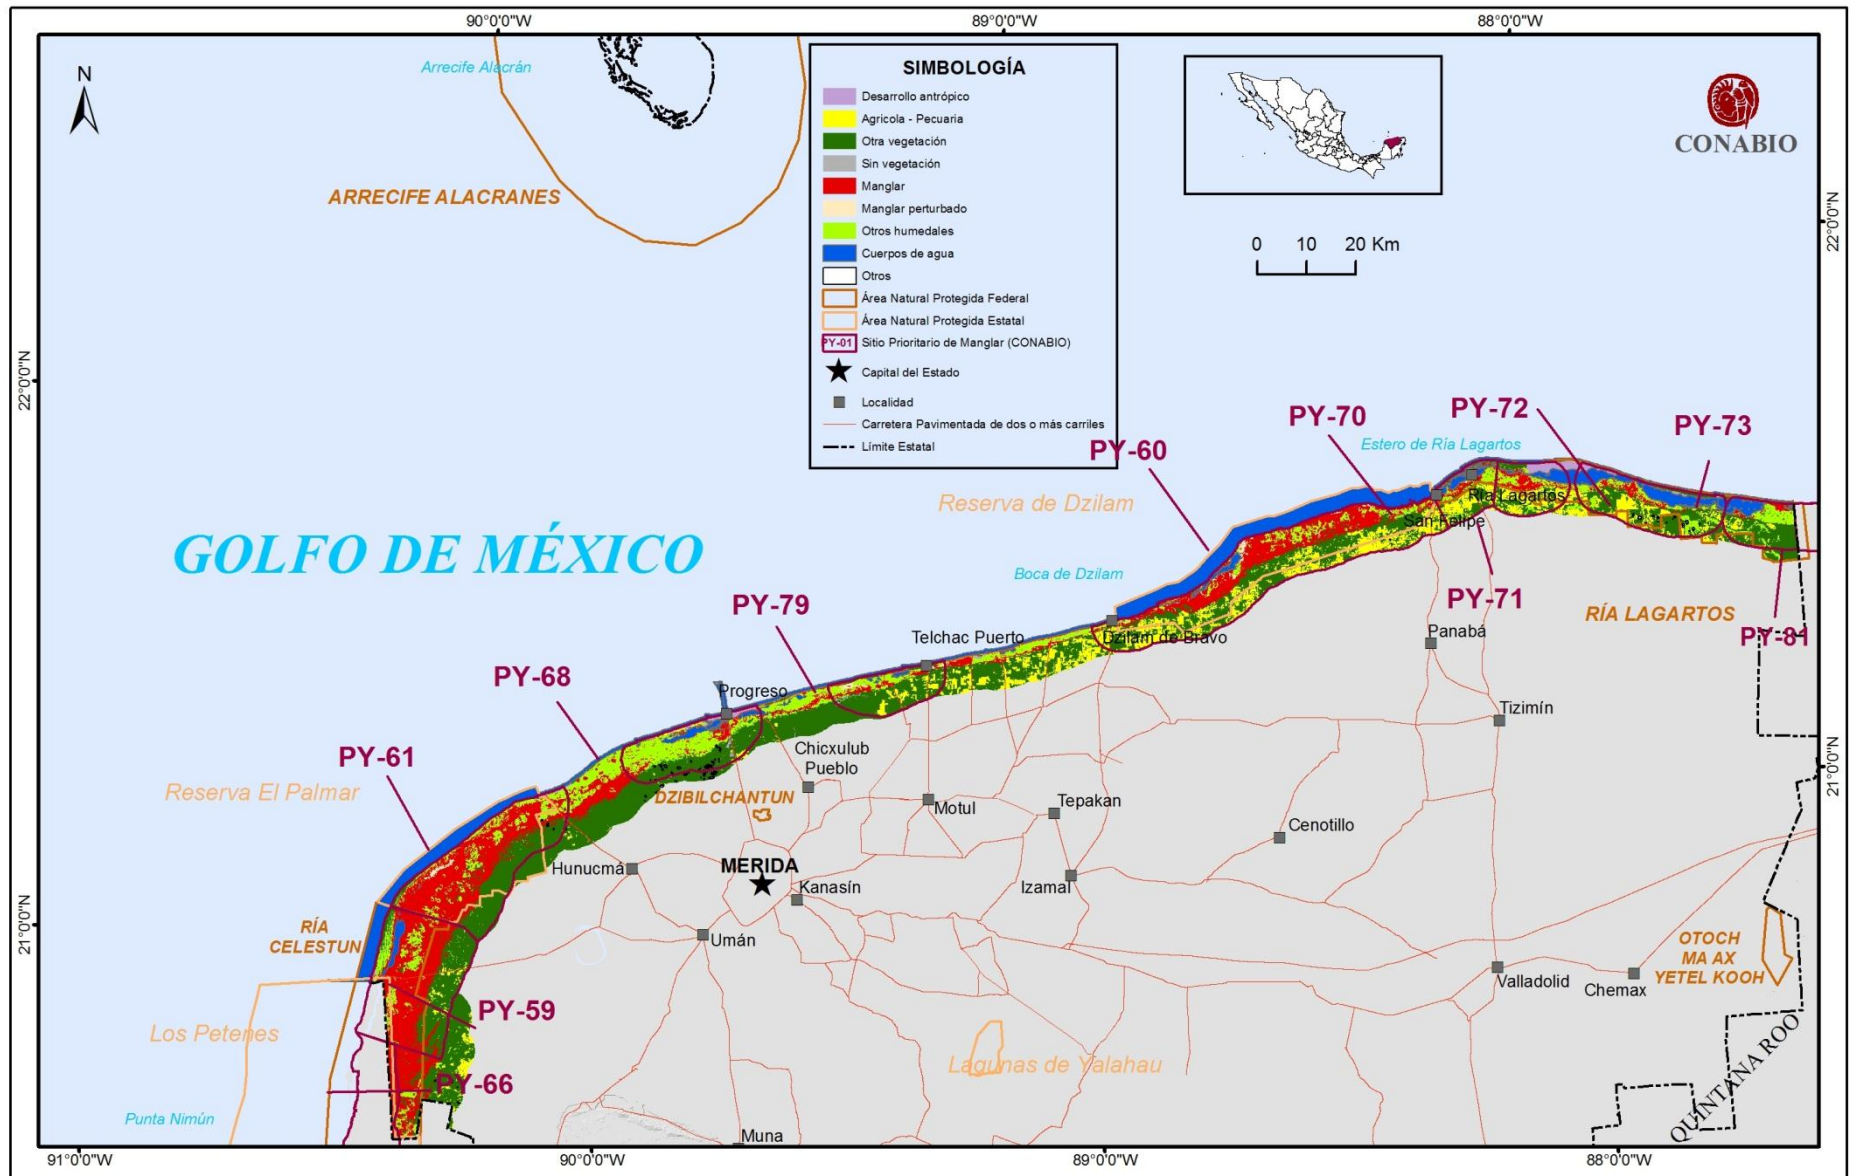 90°0'0"W
89°0'0"W
88°0'0"W
N
Arrecife Alacrán
ARRECIFE ALACRANES
SIMBOLOGÍA
Desarrollo antrópico
Agricola - Pecuaria
Otra vegetación
Sin vegetación
Manglar
Manglar perturbado
Otros humedales
Cuerpos de agua
Otros
Área Natural Protegida Federal
Área Natural Protegida Estatal
PY-01 Sitio Prioritario de Manglar (CONABIO)
Capital del Estado
Localidad
Carretera Pavimentada de dos o más carriles
Límite Estatal
CONABIO
0 10 20 Km
22°0'0"N
22°0'0"N
PY-60
PY-70
PY-72
PY-73
Estero de Ría Lagartos
Reserva de Dzilam
Ría Lagartos
San Felipe
GOLFO DE MÉXICO
Boca de Dzilam
PY-71
RÍA LAGARTOS
PY-79
Telchac Puerto
Dzilam de Bravo
Panabá
PY-81
PY-68
Progreso
Tizimín
PY-61
Chicxulub
Pueblo
21°0'0"N
Reserva El Palmar
DZIBILCHANTUN
Motul
Tepakan
Cenotillo
Hunucmá
MERIDA
Kanasín
Izamal
21°0'0"N
RÍA
CELESTUN
Umán
OTOCH
MA AX
YETEL KOOH
Valladolid
Chemax
PY-59
Los Petenes
Lagunas de Yalahau
QUINTANA ROO
PY-66
Punta Nimún
Muna
91°0'0"W
90°0'0"W
89°0'0"W
88°0'0"W